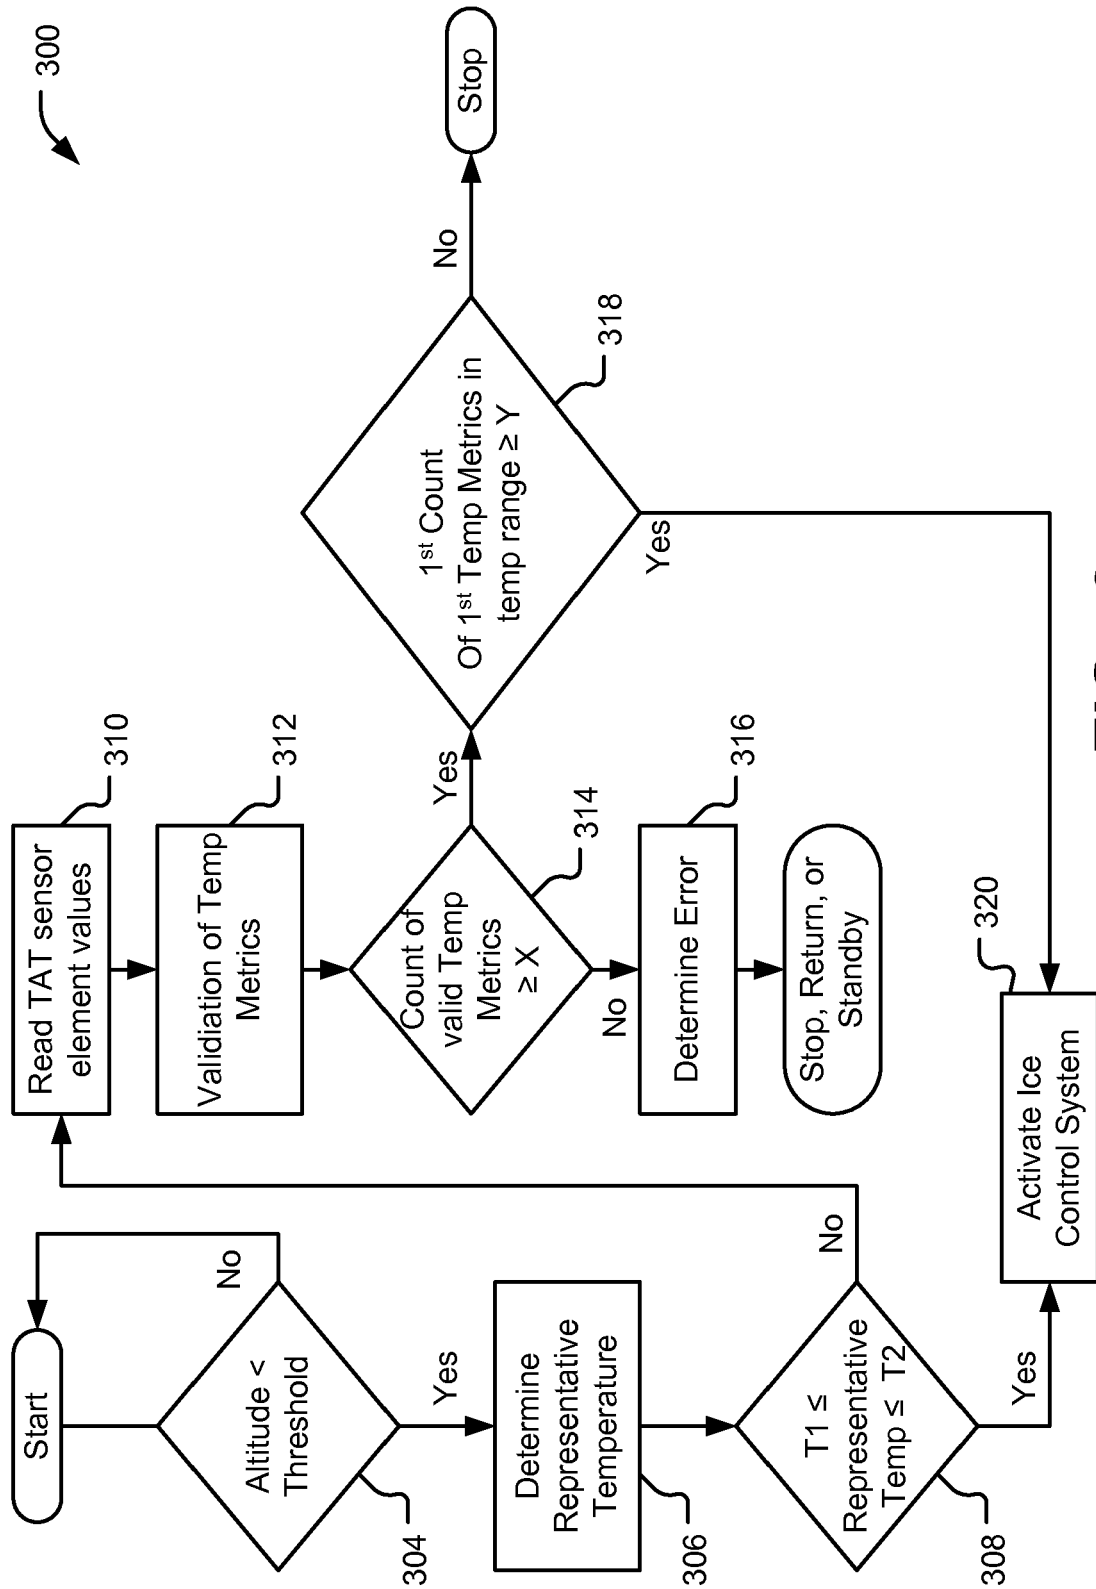 300
Start
Altitude <
Threshold
304
No
Yes
Determine
Representative
Temperature
306
T1 ≤
Representative
Temp ≤ T2
308
No
Yes
Read TAT sensor
element values
310
Validiation of Temp
Metrics
312
Count of
valid Temp
Metrics
≥ X
314
No
Yes
Determine Error
316
Stop, Return, or
Standby
1st Count
Of 1st Temp Metrics in
temp range ≥ Y
318
No
Stop
Yes
Activate Ice
Control System
320